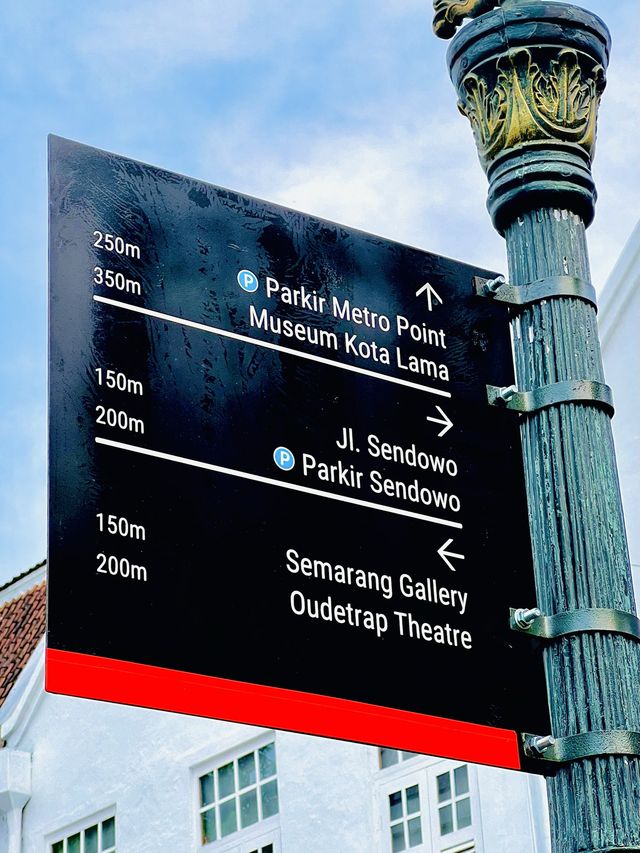 250m P Parkir Metro Point ↑
350m Museum Kota Lama
150m Jl. Sendowo →
200m P Parkir Sendowo
150m Semarang Gallery ←
200m Oudetrap Theatre